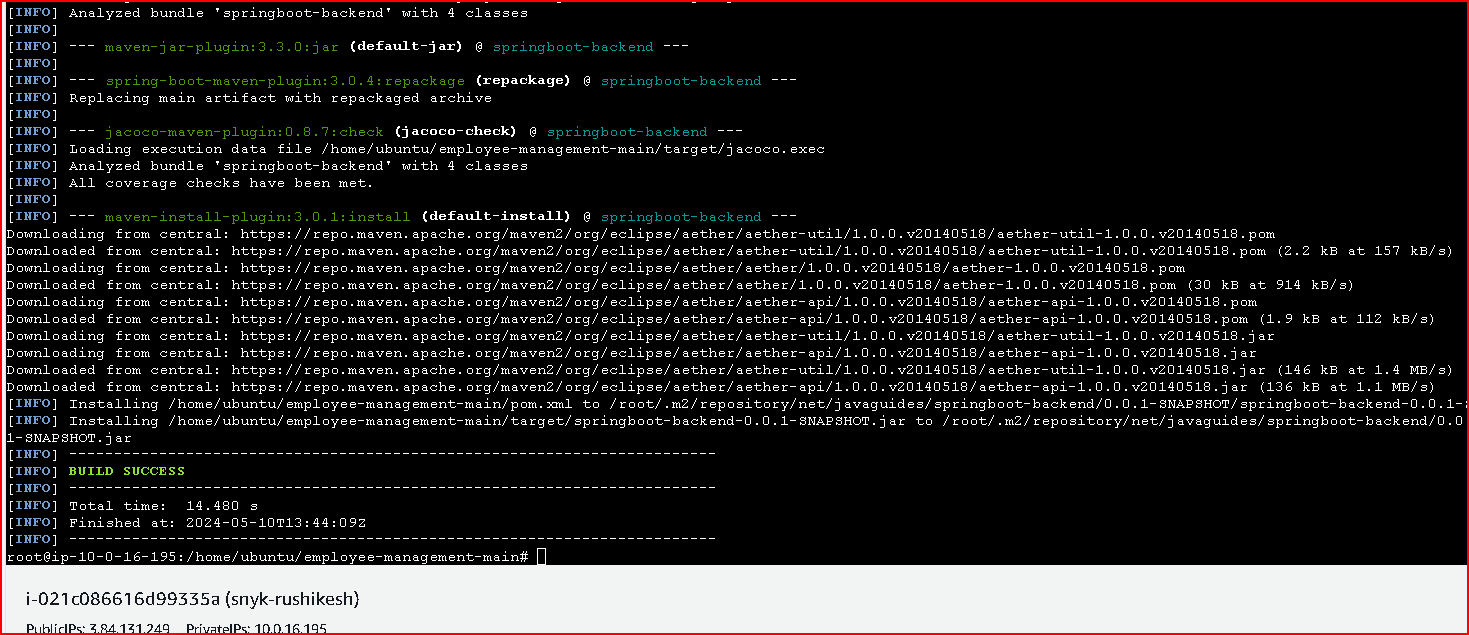 [INFO] Analyzed bundle 'springboot-backend' with 4 classes
[INFO]
[INFO] --- maven-jar-plugin:3.3.0:jar (default-jar) @ springboot-backend ---
[INFO]
[INFO] --- spring-boot-maven-plugin:3.0.4:repackage (repackage) @ springboot-backend ---
[INFO] Replacing main artifact with repackaged archive
[INFO]
[INFO] --- jacoco-maven-plugin:0.8.7:check (jacoco-check) @ springboot-backend ---
[INFO] Loading execution data file /home/ubuntu/employee-management-main/target/jacoco.exec
[INFO] Analyzed bundle 'springboot-backend' with 4 classes
[INFO] All coverage checks have been met.
[INFO]
[INFO] --- maven-install-plugin:3.0.1:install (default-install) @ springboot-backend ---
Downloading from central: https://repo.maven.apache.org/maven2/org/eclipse/aether/aether-util/1.0.0.v20140518/aether-util-1.0.0.v20140518.pom
Downloaded from central: https://repo.maven.apache.org/maven2/org/eclipse/aether/aether-util/1.0.0.v20140518/aether-util-1.0.0.v20140518.pom (2.2 kB at 157 kB/s)
Downloading from central: https://repo.maven.apache.org/maven2/org/eclipse/aether/aether/1.0.0.v20140518/aether-1.0.0.v20140518.pom
Downloaded from central: https://repo.maven.apache.org/maven2/org/eclipse/aether/aether/1.0.0.v20140518/aether-1.0.0.v20140518.pom (30 kB at 914 kB/s)
Downloading from central: https://repo.maven.apache.org/maven2/org/eclipse/aether/aether-api/1.0.0.v20140518/aether-api-1.0.0.v20140518.pom
Downloaded from central: https://repo.maven.apache.org/maven2/org/eclipse/aether/aether-api/1.0.0.v20140518/aether-api-1.0.0.v20140518.pom (1.9 kB at 112 kB/s)
Downloading from central: https://repo.maven.apache.org/maven2/org/eclipse/aether/aether-util/1.0.0.v20140518/aether-util-1.0.0.v20140518.jar
Downloading from central: https://repo.maven.apache.org/maven2/org/eclipse/aether/aether-api/1.0.0.v20140518/aether-api-1.0.0.v20140518.jar
Downloaded from central: https://repo.maven.apache.org/maven2/org/eclipse/aether/aether-util/1.0.0.v20140518/aether-util-1.0.0.v20140518.jar (146 kB at 1.4 MB/s)
Downloaded from central: https://repo.maven.apache.org/maven2/org/eclipse/aether/aether-api/1.0.0.v20140518/aether-api-1.0.0.v20140518.jar (136 kB at 1.1 MB/s)
[INFO] Installing /home/ubuntu/employee-management-main/pom.xml to /root/.m2/repository/net/javaguides/springboot-backend/0.0.1-SNAPSHOT/springboot-backend-0.0.1-
[INFO] Installing /home/ubuntu/employee-management-main/target/springboot-backend-0.0.1-SNAPSHOT.jar to /root/.m2/repository/net/javaguides/springboot-backend/0.0
1-SNAPSHOT.jar
[INFO] ------------------------------------------------------------------------
[INFO] BUILD SUCCESS
[INFO] ------------------------------------------------------------------------
[INFO] Total time:  14.480 s
[INFO] Finished at: 2024-05-10T13:44:09Z
[INFO] ------------------------------------------------------------------------
root@ip-10-0-16-195:/home/ubuntu/employee-management-main#
i-021c086616d99335a (snyk-rushikesh)
PublicIPs: 3.84.131.249 PrivateIPs: 10.0.16.195